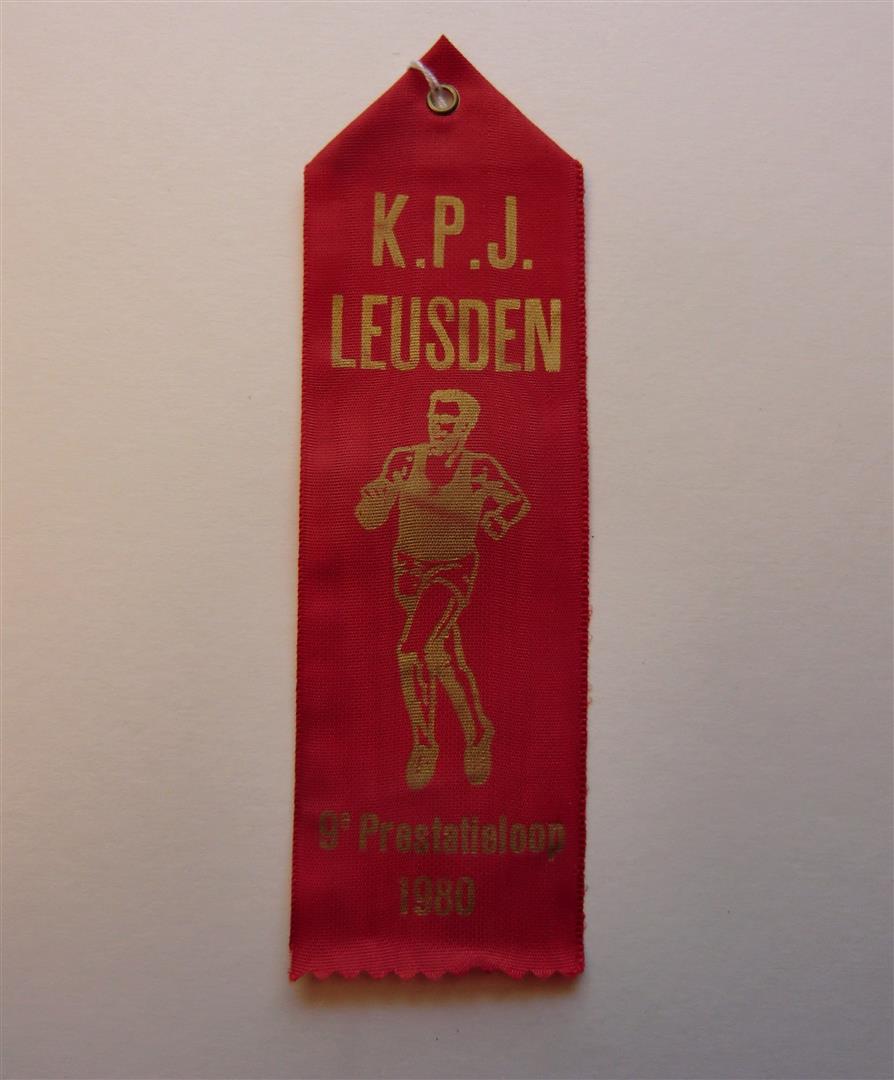 K.P.J.
LEUSDEN
9e Prestatieloop
1980